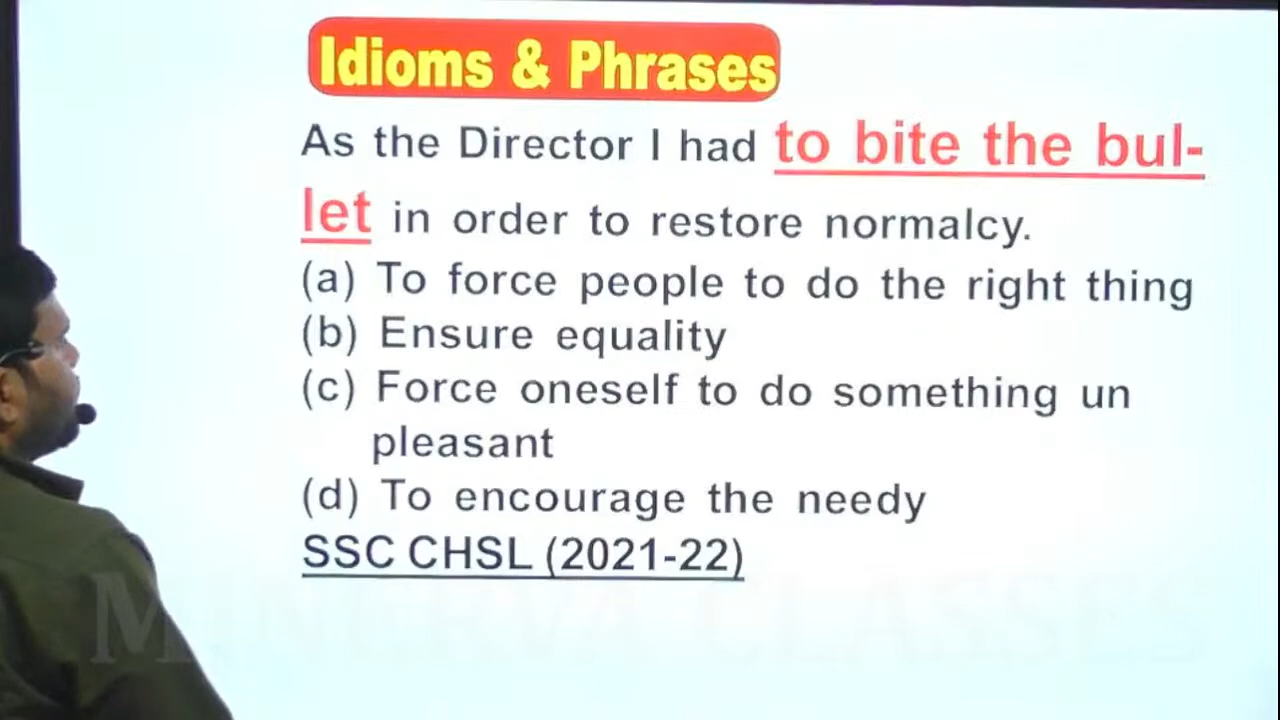 Idioms & Phrases
As the Director I had to bite the bul-
let in order to restore normalcy.
(a) To force people to do the right thing
(b) Ensure equality
(c) Force oneself to do something un
pleasant
(d) To encourage the needy
SSC CHSL (2021-22)
MINERVA CLASSES